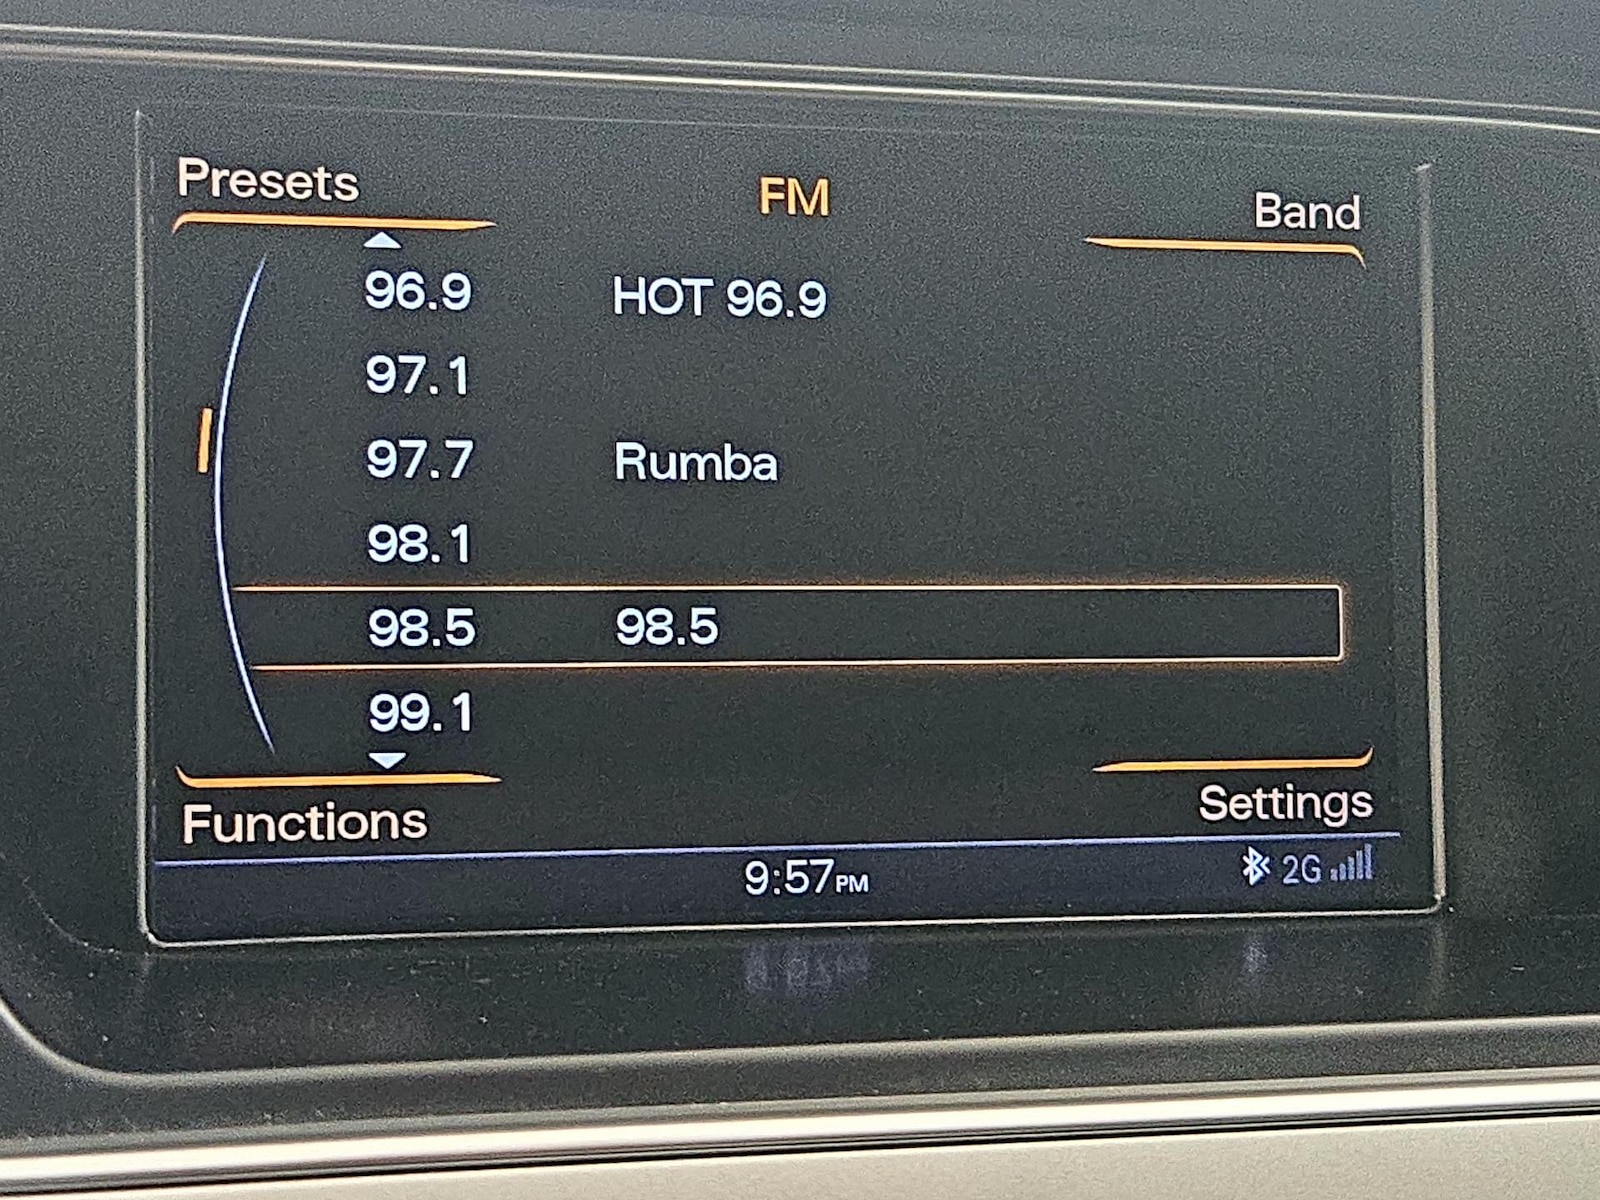 Presets
FM
Band
96.9 HOT 96.9
97.1
97.7 Rumba
98.1
98.5 98.5
99.1
Functions
Settings
9:57PM
2G